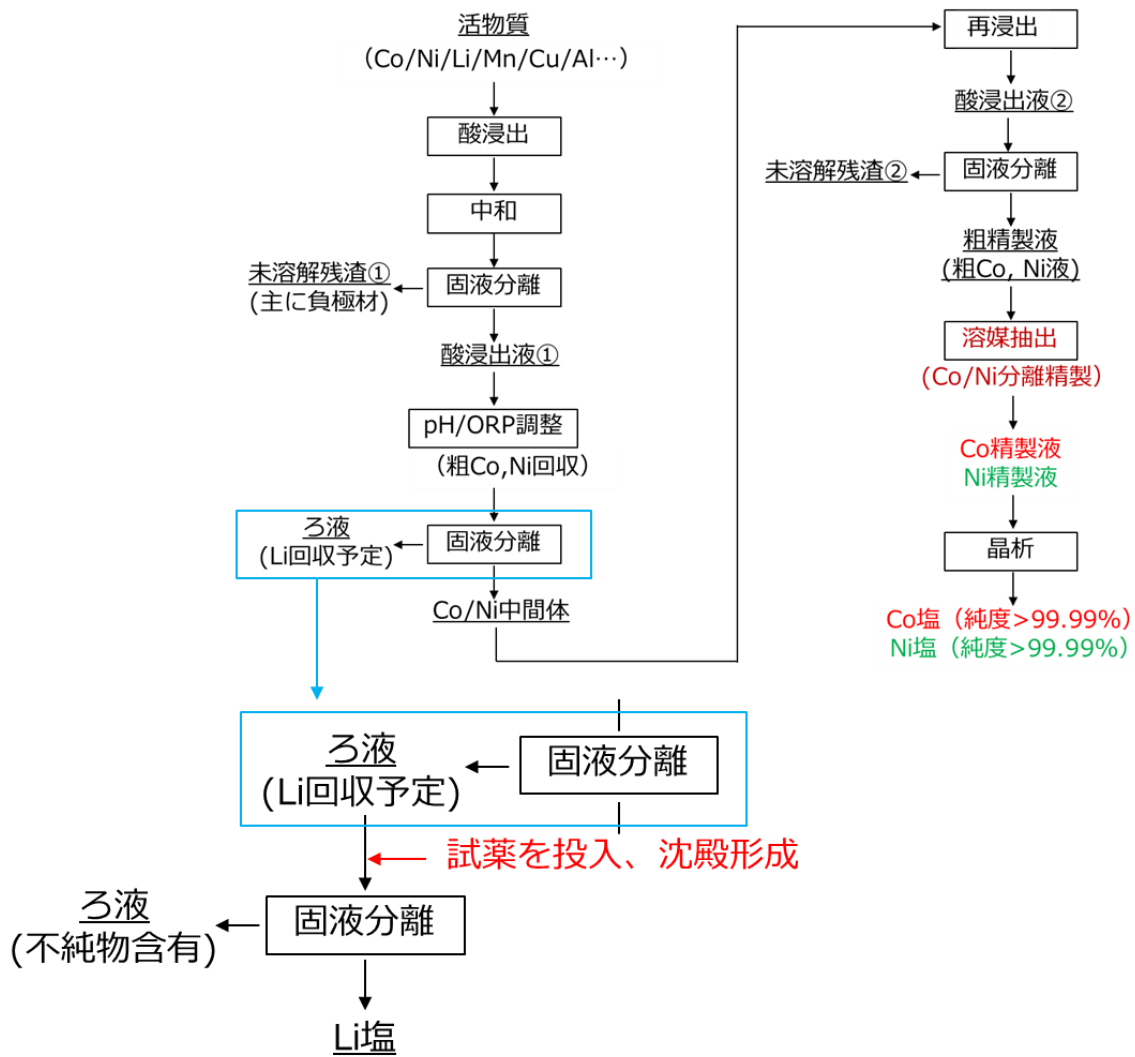 活物質
（Co/Ni/Li/Mn/Cu/Al…）
酸浸出
中和
固液分離
未溶解残渣①
(主に負極材)
酸浸出液①
pH/ORP調整
（粗Co,Ni回収）
固液分離
ろ液
(Li回収予定)
Co/Ni中間体
再浸出
酸浸出液②
固液分離
未溶解残渣②
粗精製液
(粗Co, Ni液)
溶媒抽出
(Co/Ni分離精製）
Co精製液
Ni精製液
晶析
Co塩（純度>99.99%）
Ni塩（純度>99.99%）
固液分離
ろ液
(Li回収予定)
試薬を投入、沈殿形成
固液分離
ろ液
(不純物含有)
Li塩